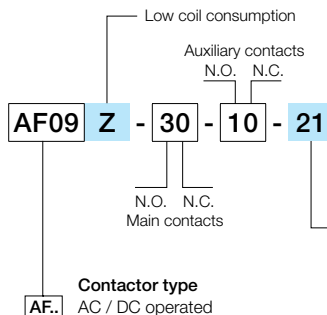 Low coil consumption
Auxiliary contacts
N.O. N.C.
AF09 Z - 30 - 10 - 21
N.O. N.C.
Main contacts
Contactor type
AF.. AC / DC operated